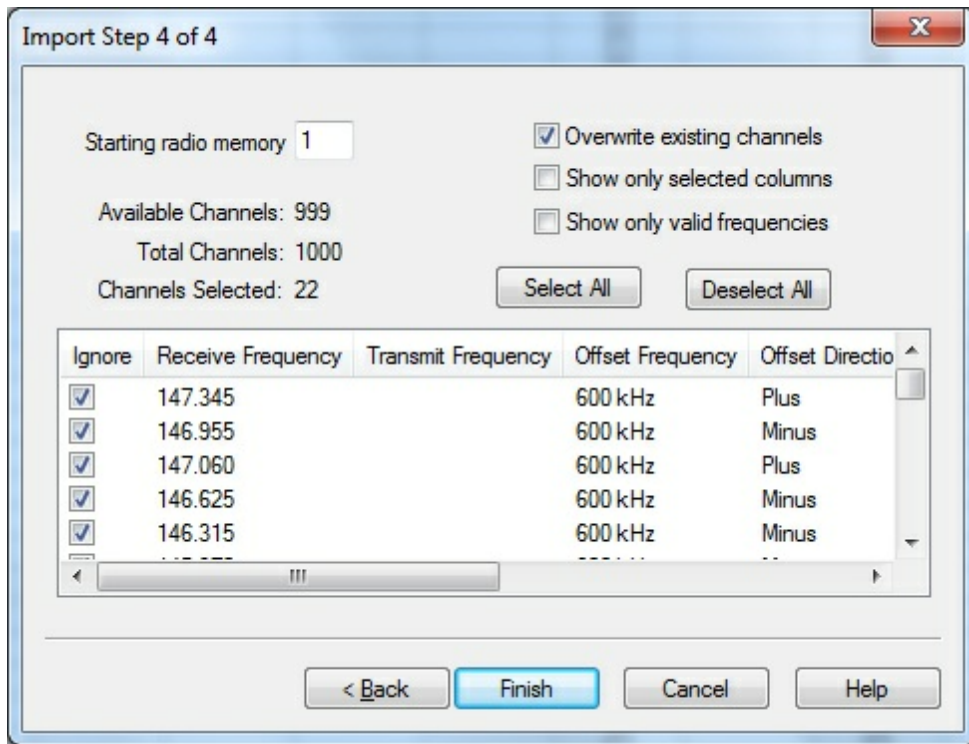 Import Step 4 of 4
Starting radio memory 1
Overwrite existing channels
Show only selected columns
Show only valid frequencies
Available Channels: 999
Total Channels: 1000
Channels Selected: 22
Select All
Deselect All
Ignore Receive Frequency Transmit Frequency Offset Frequency Offset Directio
147.345 600 kHz Plus
146.955 600 kHz Minus
147.060 600 kHz Plus
146.625 600 kHz Minus
146.315 600 kHz Minus
< Back
Finish
Cancel
Help